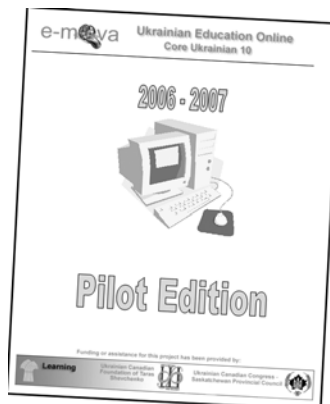 e-mova Ukrainian Education Online
Core Ukrainian 10
2006 - 2007
Pilot Edition
Funding or assistance for this project has been provided by:
Learning
Ukrainian Canadian
Foundation of Taras
Shevchenko
Ukrainian Canadian Congress -
Saskatchewan Provincial Council